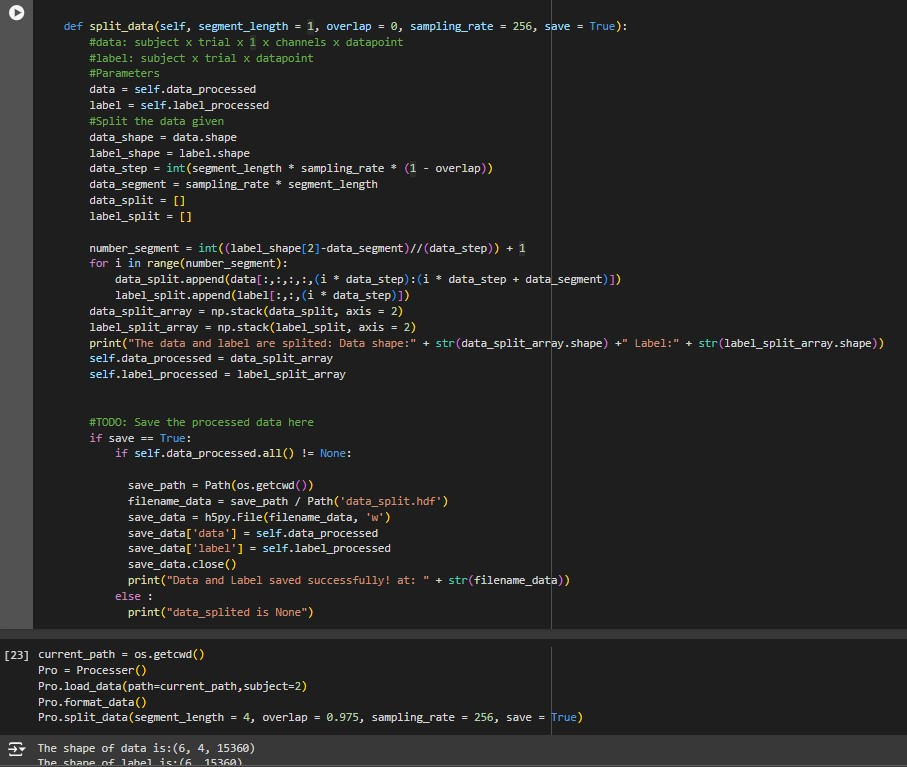 def split_data(self, segment_length = 1, overlap = 0, sampling_rate = 256, save = True):
#data: subject x trial x 1 x channels x datapoint
#label: subject x trial x datapoint
#Parameters
data = self.data_processed
label = self.label_processed
#Split the data given
data_shape = data.shape
label_shape = label.shape
data_step = int(segment_length * sampling_rate * (1 - overlap))
data_segment = sampling_rate * segment_length
data_split = []
label_split = []
number_segment = int((label_shape[2]-data_segment)//(data_step)) + 1
for i in range(number_segment):
data_split.append(data[:,:,:,:,(i * data_step):(i * data_step + data_segment)])
label_split.append(label[:,:,(i * data_step)])
data_split_array = np.stack(data_split, axis = 2)
label_split_array = np.stack(label_split, axis = 2)
print("The data and label are splited: Data shape:" + str(data_split_array.shape) +" Label:" + str(label_split_array.shape))
self.data_processed = data_split_array
self.label_processed = label_split_array
#TODO: Save the processed data here
if save == True:
if self.data_processed.all() != None:
save_path = Path(os.getcwd())
filename_data = save_path / Path('data_split.hdf')
save_data = h5py.File(filename_data, 'w')
save_data['data'] = self.data_processed
save_data['label'] = self.label_processed
save_data.close()
print("Data and Label saved successfully! at: " + str(filename_data))
else :
print("data_splited is None")
[23] current_path = os.getcwd()
Pro = Processer()
Pro.load_data(path=current_path,subject=2)
Pro.format_data()
Pro.split_data(segment_length = 4, overlap = 0.975, sampling_rate = 256, save = True)
The shape of data is:(6, 4, 15360)
The shape of label is:(6, 15360)